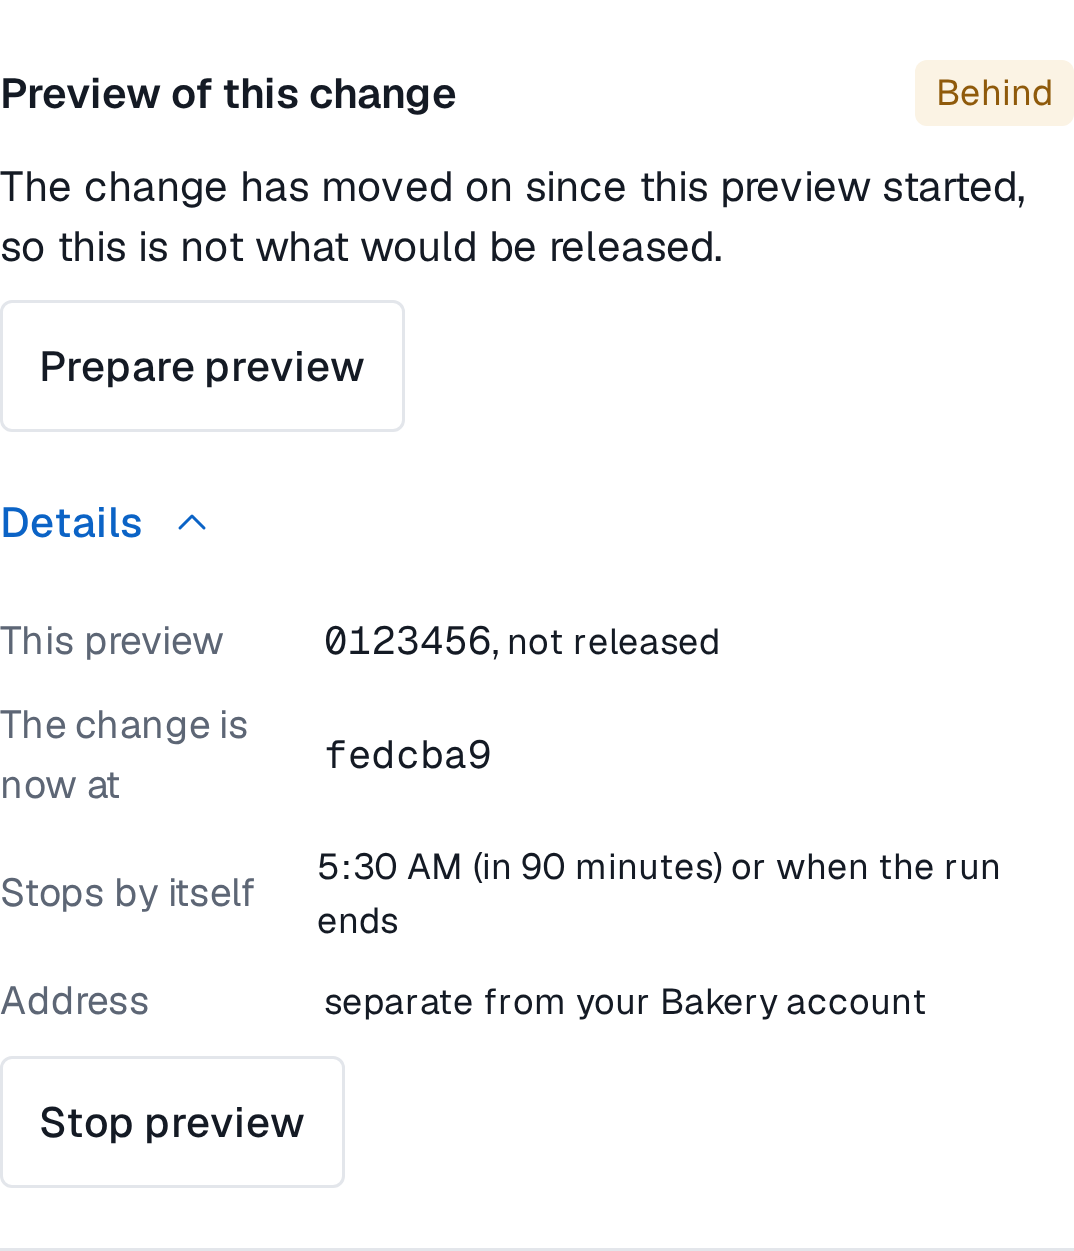 Preview of this change
Behind
The change has moved on since this preview started,
so this is not what would be released.
Prepare preview
Details
This preview
0123456, not released
The change is
now at
fedcba9
Stops by itself
5:30 AM (in 90 minutes) or when the run
ends
Address
separate from your Bakery account
Stop preview